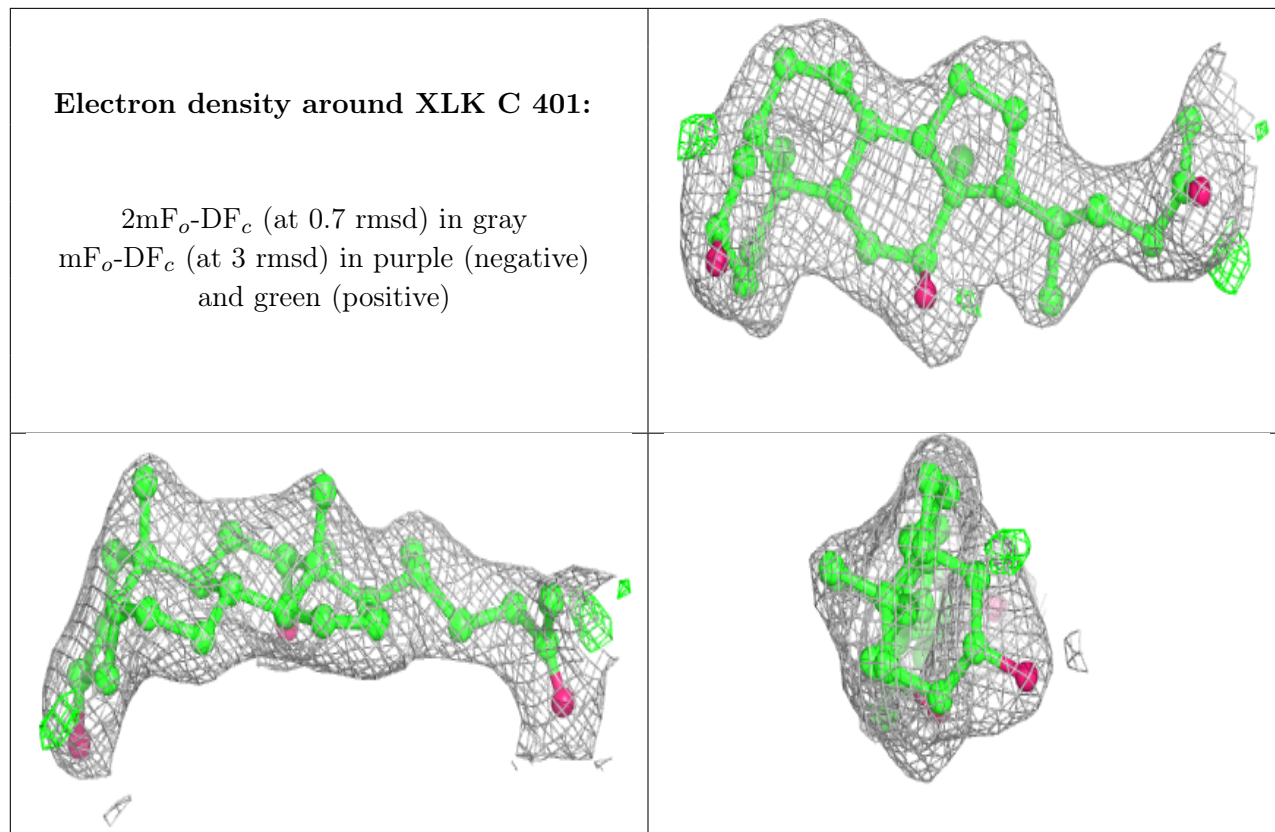 Electron density around XLK C 401:
2mFo-DFc (at 0.7 rmsd) in gray
mFo-DFc (at 3 rmsd) in purple (negative)
and green (positive)